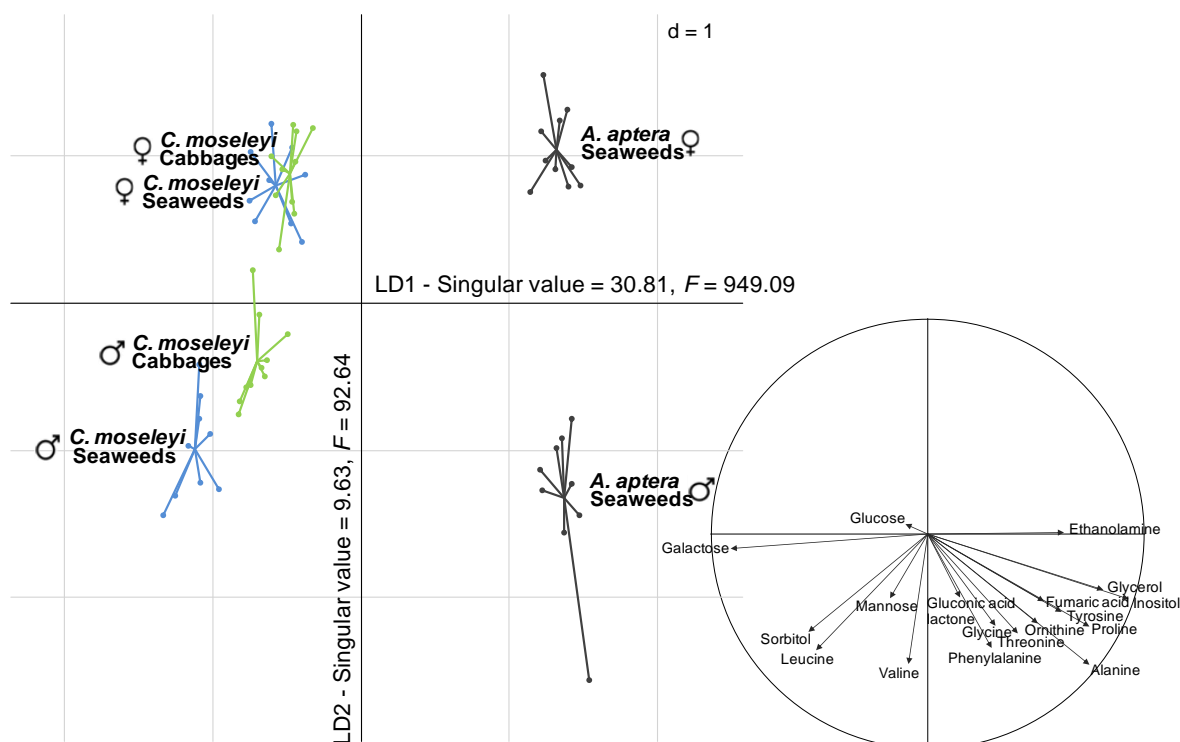 d = 1
♀ C. moseleyi
Cabbages
♀ C. moseleyi
Seaweeds
A. aptera
Seaweeds ♀
LD1 - Singular value = 30.81, F = 949.09
♂ C. moseleyi
Cabbages
♂ C. moseleyi
Seaweeds
LD2 - Singular value = 9.63, F = 92.64
A. aptera
Seaweeds ♂
Glucose
Ethanolamine
Galactose
Glycerol
Mannose
Gluconic acid
lactone
Fumaric acid
Inositol
Tyrosine
Glycine
Ornithine
Proline
Sorbitol
Threonine
Leucine
Phenylalanine
Valine
Alanine